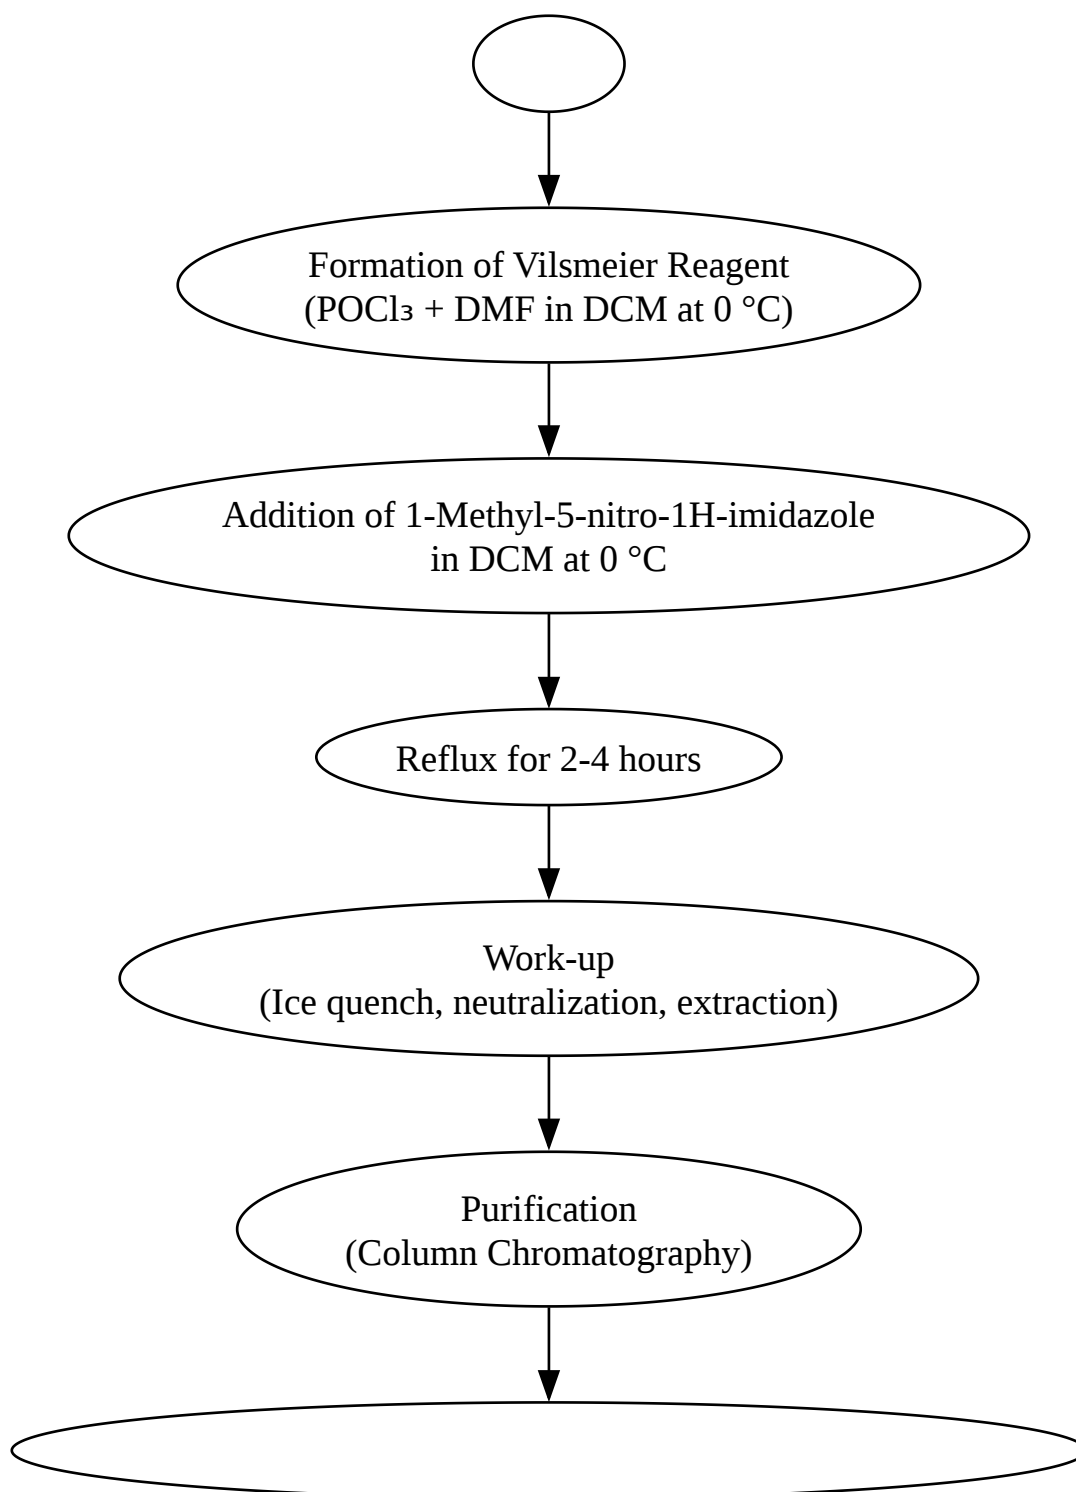 Formation of Vilsmeier Reagent
(POCl₃ + DMF in DCM at 0 °C)
Addition of 1-Methyl-5-nitro-1H-imidazole
in DCM at 0 °C
Reflux for 2-4 hours
Work-up
(Ice quench, neutralization, extraction)
Purification
(Column Chromatography)